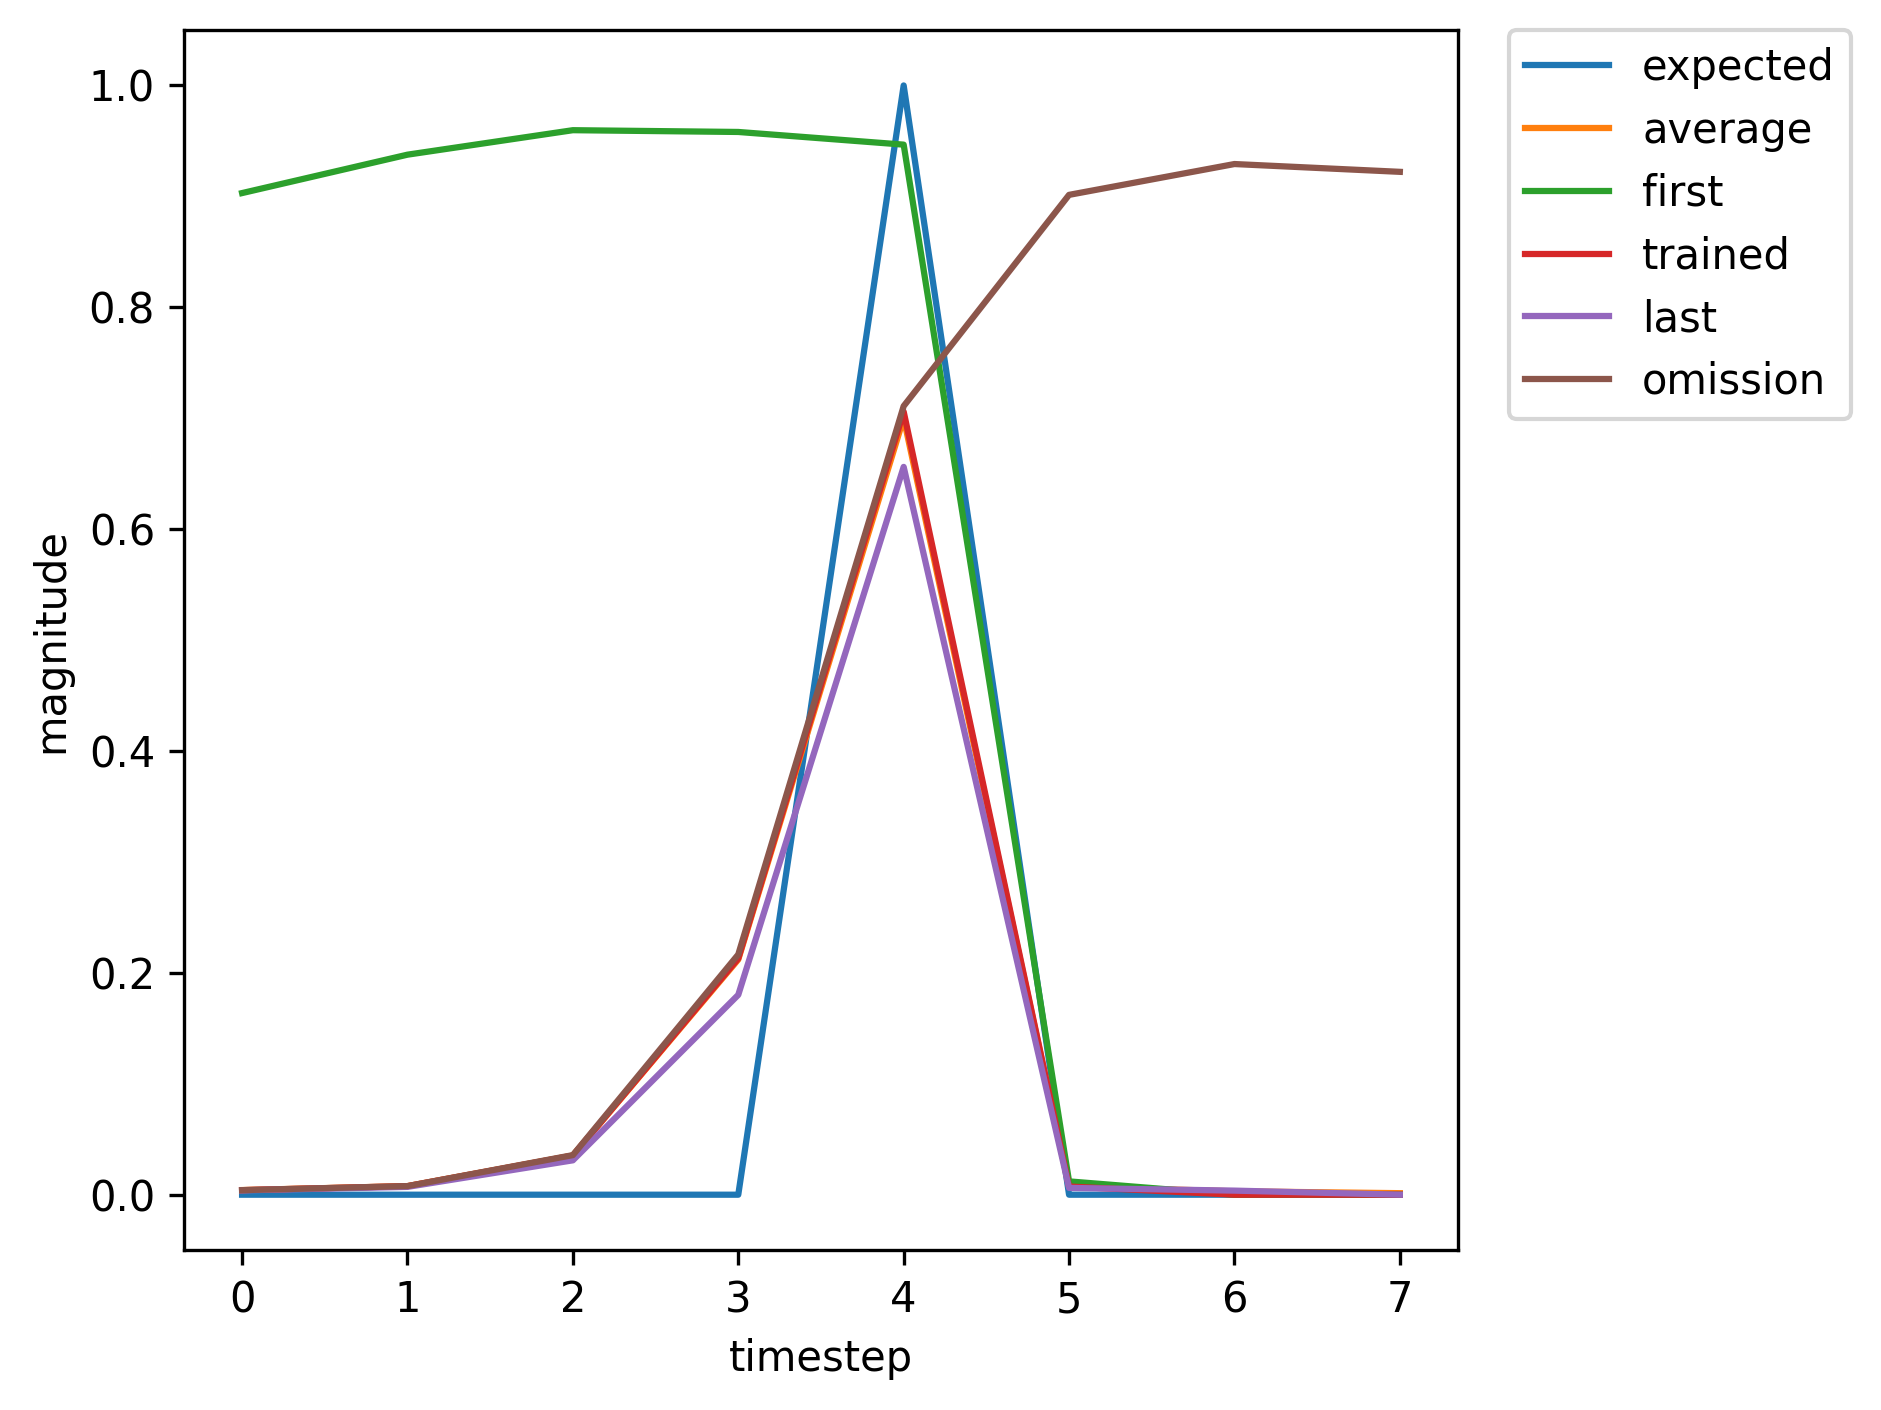 magnitude
1.0
0.8
0.6
0.4
0.2
0.0
0 1 2 3 4 5 6 7
timestep
expected
average
first
trained
last
omission